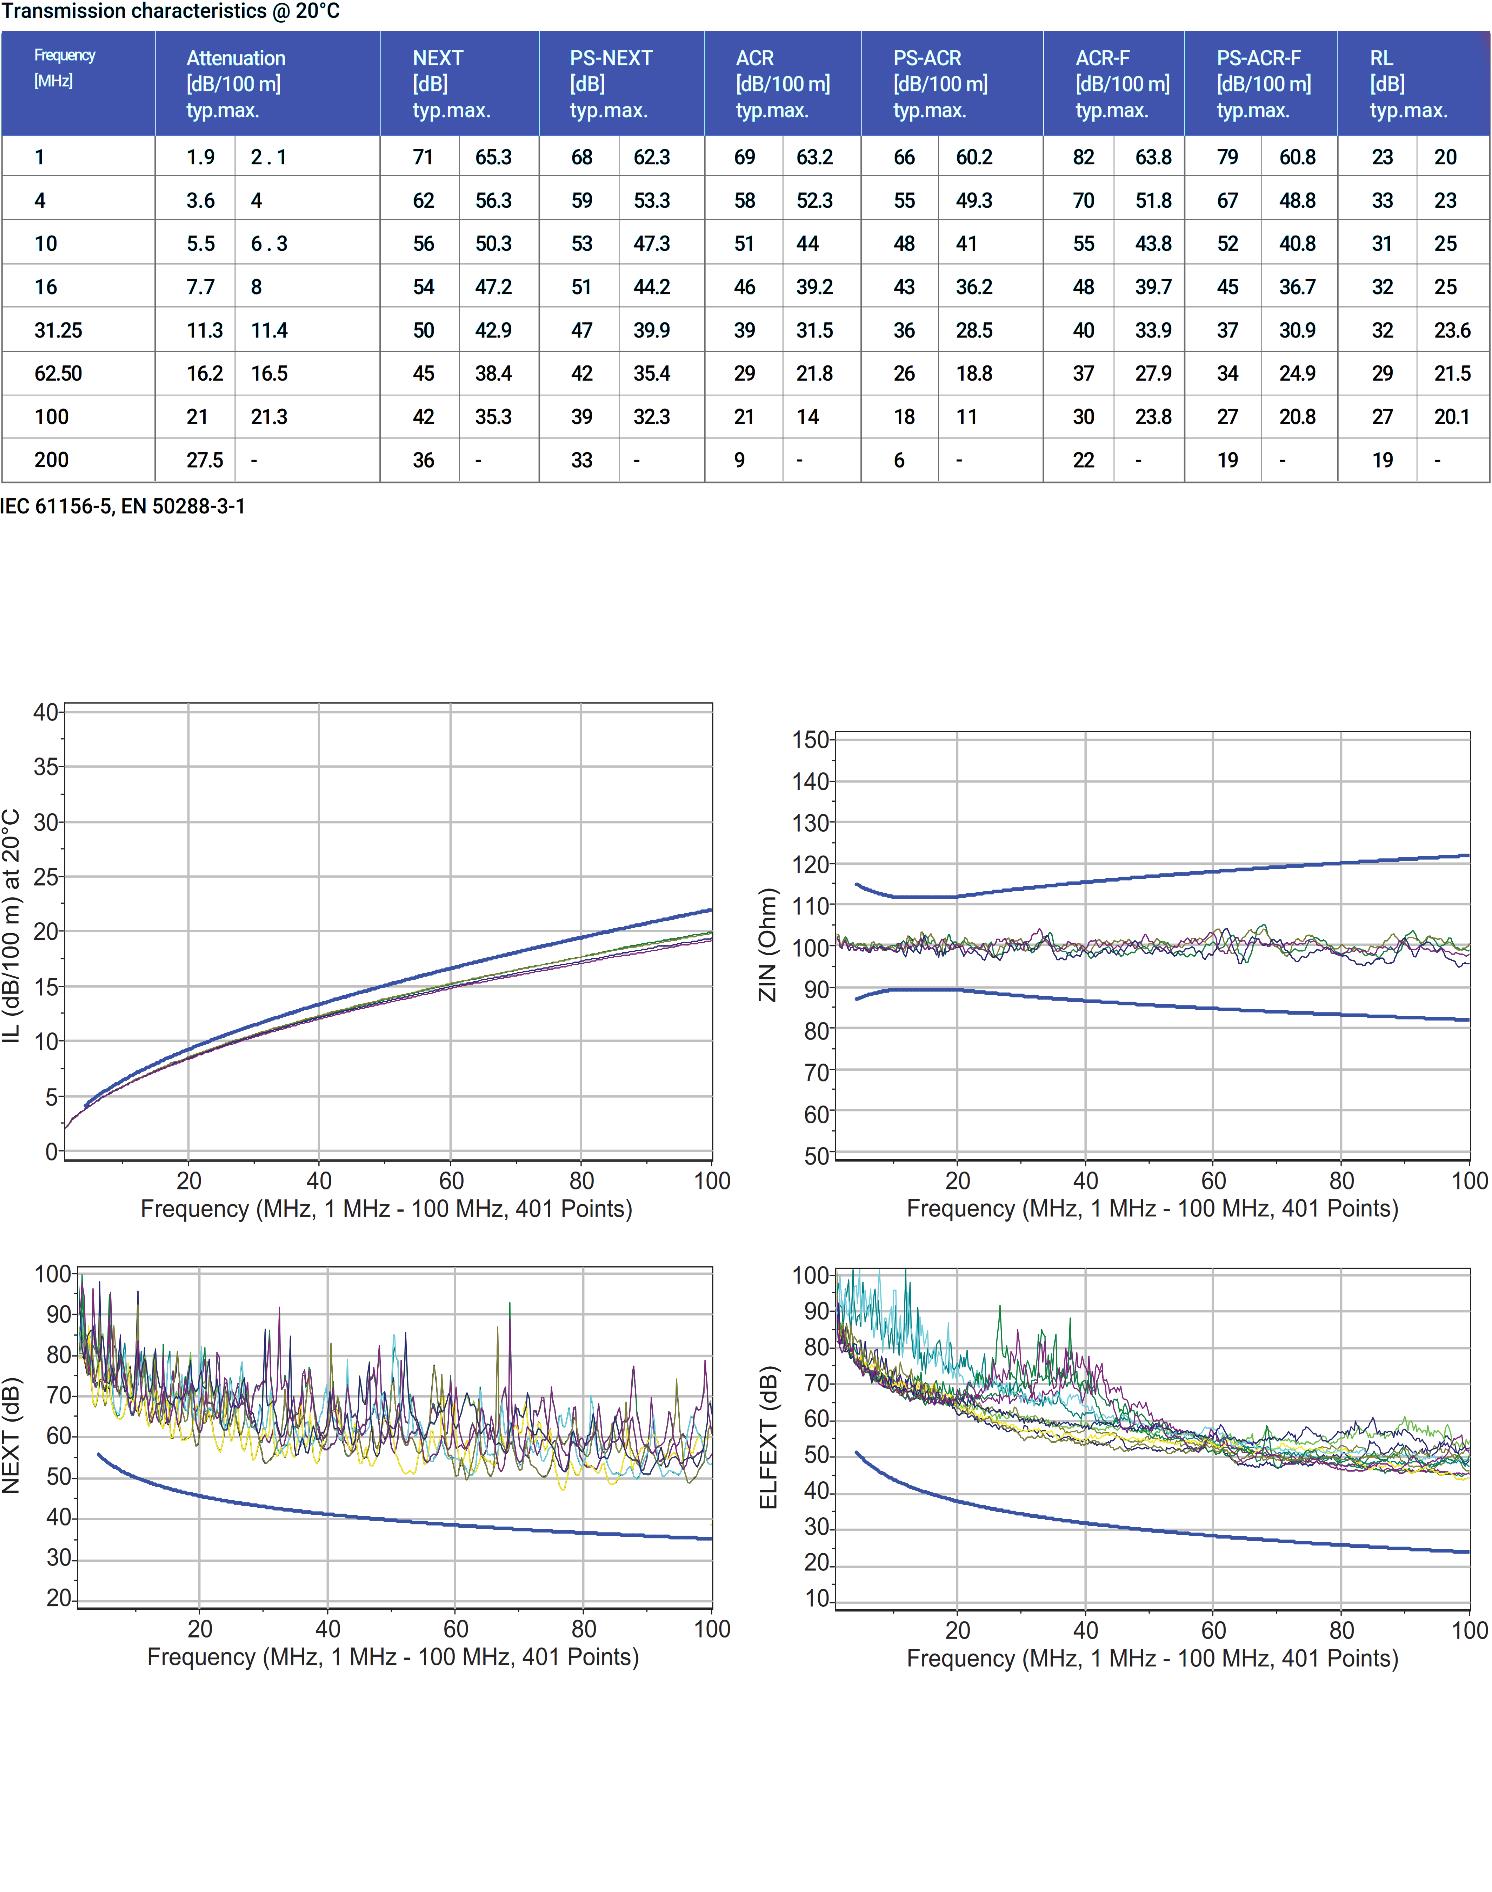 Transmission characteristics @ 20°C
Frequency [MHz] Attenuation [dB/100 m] typ.max. NEXT [dB] typ.max. PS-NEXT [dB] typ.max. ACR [dB/100 m] typ.max. PS-ACR [dB/100 m] typ.max. ACR-F [dB/100 m] typ.max. PS-ACR-F [dB/100 m] typ.max. RL [dB] typ.max.
1 1.9 2.1 71 65.3 68 62.3 69 63.2 66 60.2 82 63.8 79 60.8 23 20
4 3.6 4 62 56.3 59 53.3 58 52.3 55 49.3 70 51.8 67 48.8 33 23
10 5.5 6.3 56 50.3 53 47.3 51 44 48 41 55 43.8 52 40.8 31 25
16 7.7 8 54 47.2 51 44.2 46 39.2 43 36.2 48 39.7 45 36.7 32 25
31.25 11.3 11.4 50 42.9 47 39.9 39 31.5 36 28.5 40 33.9 37 30.9 32 23.6
62.50 16.2 16.5 45 38.4 42 35.4 29 21.8 26 18.8 37 27.9 34 24.9 29 21.5
100 21 21.3 42 35.3 39 32.3 21 14 18 11 30 23.8 27 20.8 27 20.1
200 27.5 - 36 - 33 - 9 - 6 - 22 - 19 - 19 -
IEC 61156-5, EN 50288-3-1
IL (dB/100 m) at 20°C
40
35
30
25
20
15
10
5
0
20 40 60 80 100
Frequency (MHz, 1 MHz - 100 MHz, 401 Points)
ZIN (Ohm)
150
140
130
120
110
100
90
80
70
60
50
20 40 60 80 100
Frequency (MHz, 1 MHz - 100 MHz, 401 Points)
NEXT (dB)
100
90
80
70
60
50
40
30
20
20 40 60 80 100
Frequency (MHz, 1 MHz - 100 MHz, 401 Points)
ELFEXT (dB)
100
90
80
70
60
50
40
30
20
10
20 40 60 80 100
Frequency (MHz, 1 MHz - 100 MHz, 401 Points)